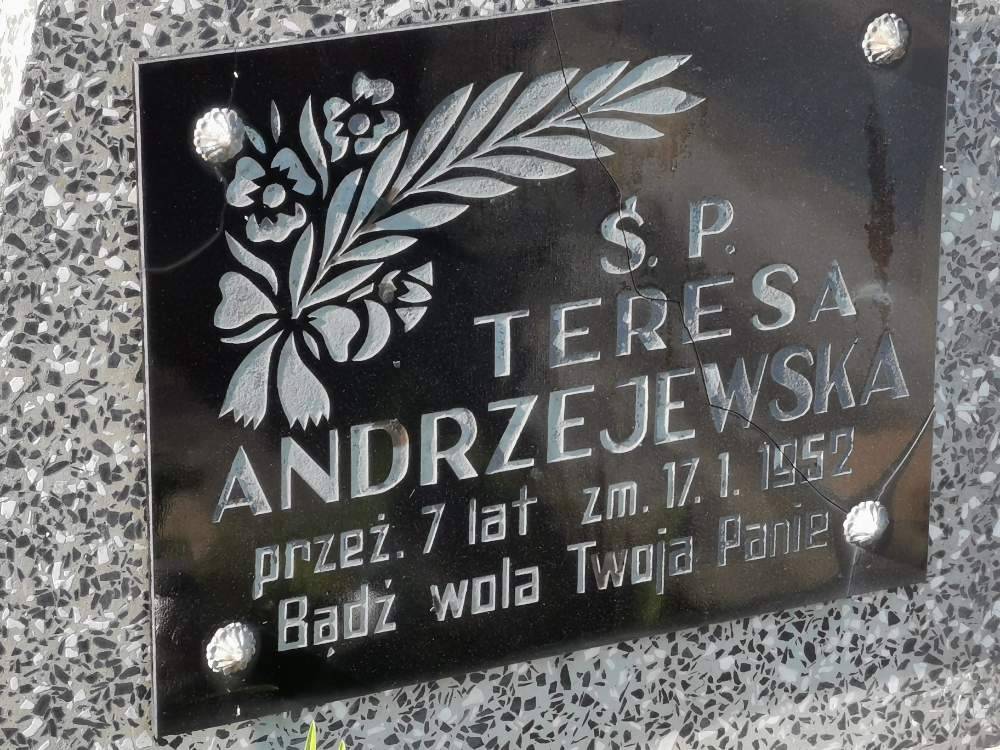 Ś. P.
TERESA
ANDRZEJEWSKA
przeż. 7 lat zm. 17. 1. 1952
Bądź wola Twoja Panie